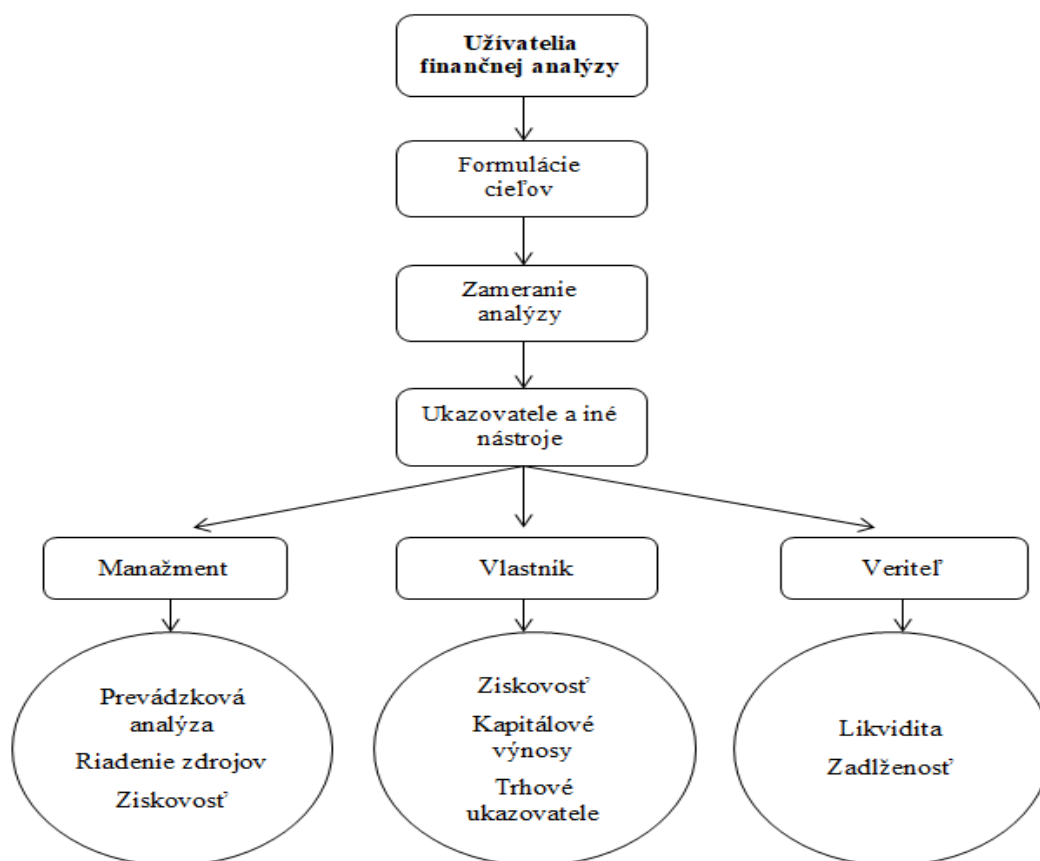 Užívatelia
finančnej analýzy
Formulácie
cieľov
Zameranie
analýzy
Ukazovatele a iné
nástroje
Manažment
Vlastník
Veriteľ
Prevádzková
analýza
Riadenie zdrojov
Ziskovosť
Ziskovosť
Kapitálové
výnosy
Trhové
ukazovatele
Likvidita
Zadlženosť